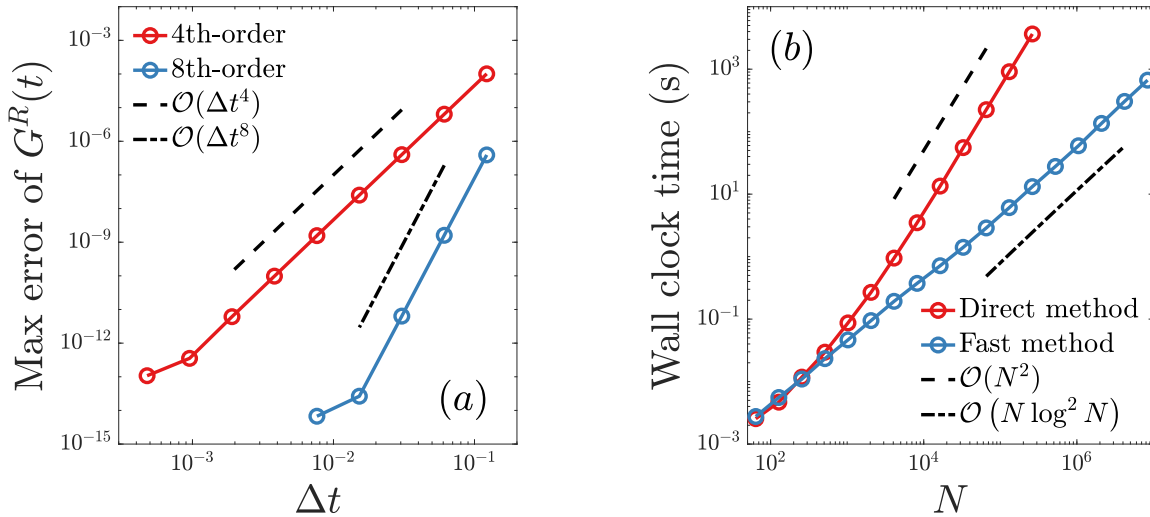 Max error of G^R(t)
10^{-3}
10^{-6}
10^{-9}
10^{-12}
10^{-15}
4th-order
8th-order
𝒪(Δt^4)
𝒪(Δt^8)
(a)
10^{-3} 10^{-2} 10^{-1}
Δt
Wall clock time (s)
10^3
10^1
10^{-1}
10^{-3}
(b)
Direct method
Fast method
𝒪(N^2)
𝒪 (N log^2 N)
10^2 10^4 10^6
N